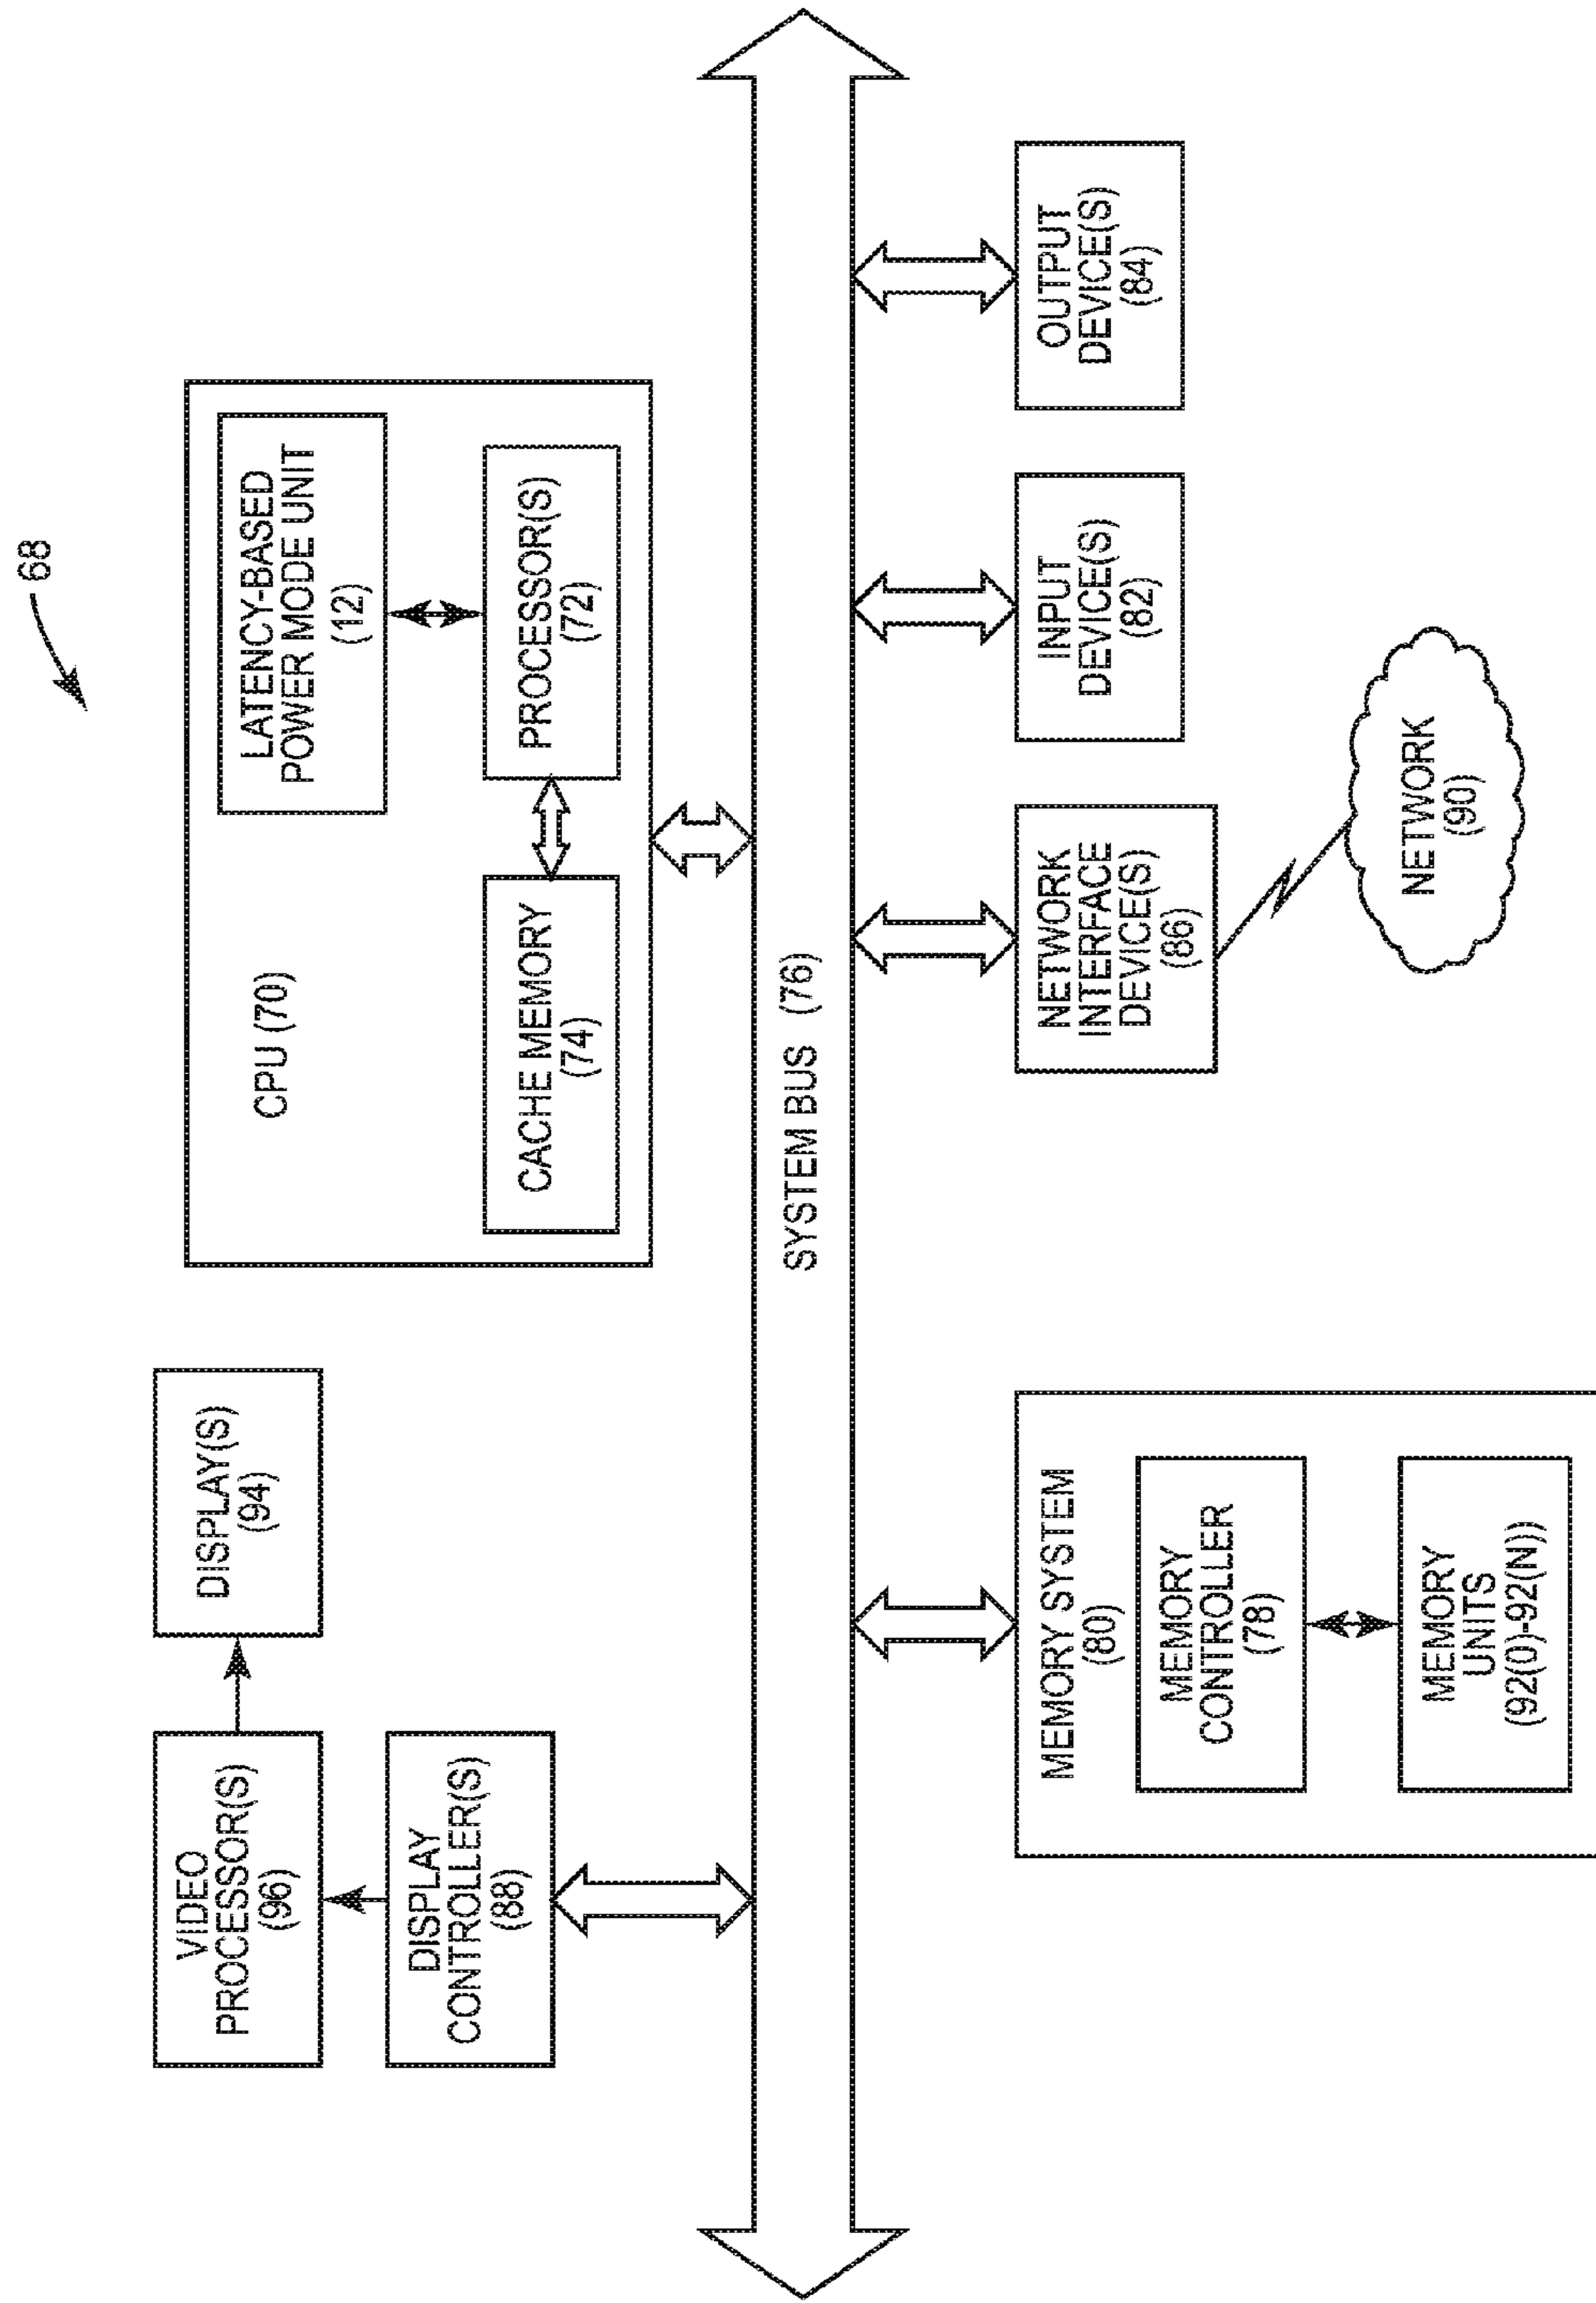 68
VIDEO
PROCESSOR(S)
(96)
DISPLAY(S)
(94)
DISPLAY
CONTROLLER(S)
(88)
CPU (70)
LATENCY-BASED
POWER MODE UNIT
(12)
CACHE MEMORY
(74)
PROCESSOR(S)
(72)
SYSTEM BUS (76)
MEMORY SYSTEM
(80)
MEMORY
CONTROLLER
(78)
MEMORY
UNITS
(92(0)-92(N))
NETWORK
INTERFACE
DEVICE(S)
(86)
INPUT
DEVICE(S)
(82)
OUTPUT
DEVICE(S)
(84)
NETWORK
(90)